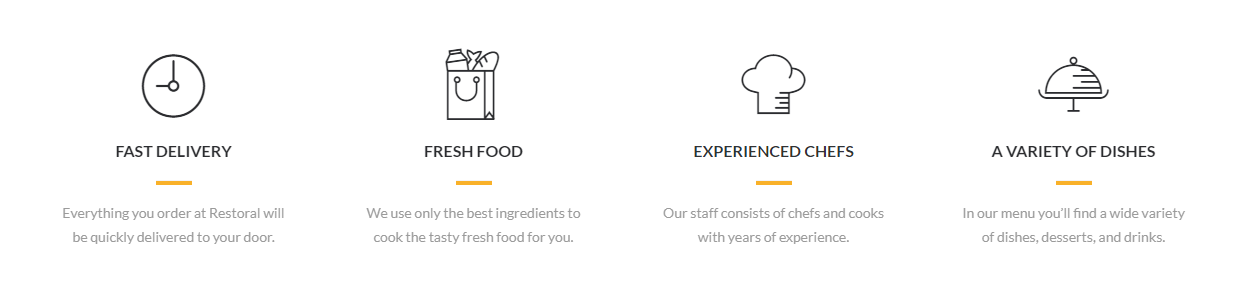 FAST DELIVERY
Everything you order at Restoral will
be quickly delivered to your door.
FRESH FOOD
We use only the best ingredients to
cook the tasty fresh food for you.
EXPERIENCED CHEFS
Our staff consists of chefs and cooks
with years of experience.
A VARIETY OF DISHES
In our menu you'll find a wide variety
of dishes, desserts, and drinks.